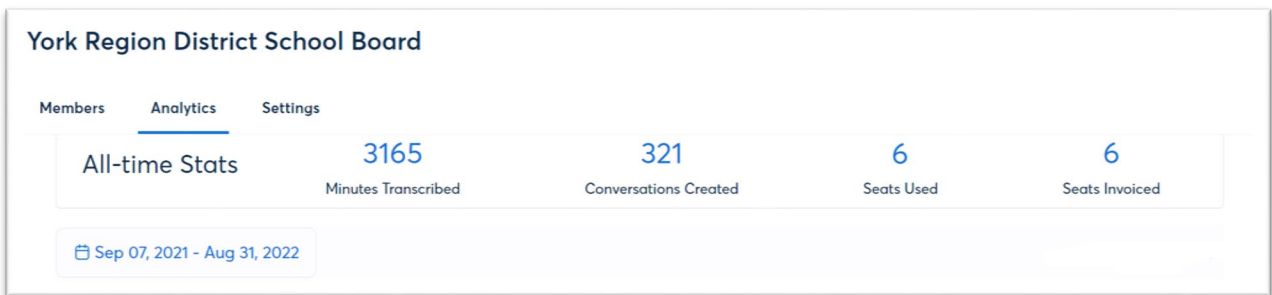 York Region District School Board
Members Analytics Settings
All-time Stats 3165 321 6 6
Minutes Transcribed Conversations Created Seats Used Seats Invoiced
Sep 07, 2021 - Aug 31, 2022